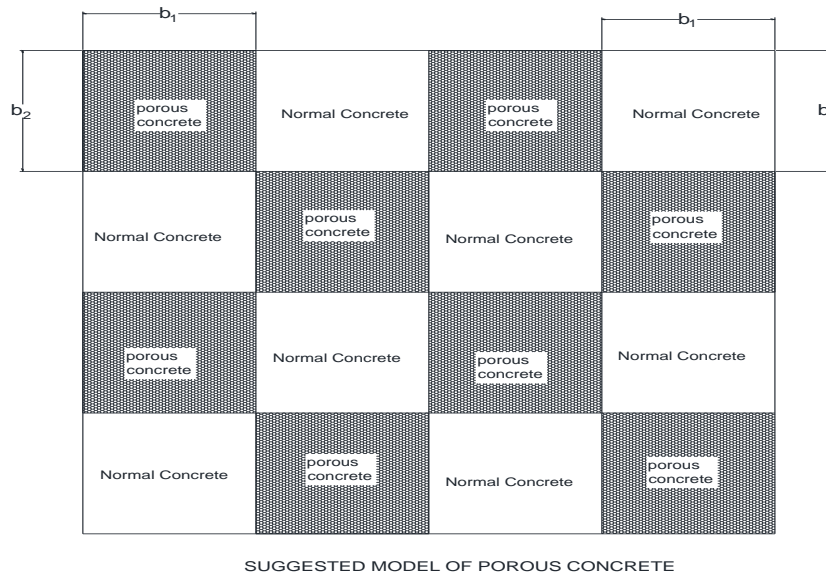 b₁
b₁
b₂
b
porous
concrete
Normal Concrete
porous
concrete
Normal Concrete
Normal Concrete
porous
concrete
Normal Concrete
porous
concrete
porous
concrete
Normal Concrete
porous
concrete
Normal Concrete
Normal Concrete
porous
concrete
Normal Concrete
porous
concrete
SUGGESTED MODEL OF POROUS CONCRETE